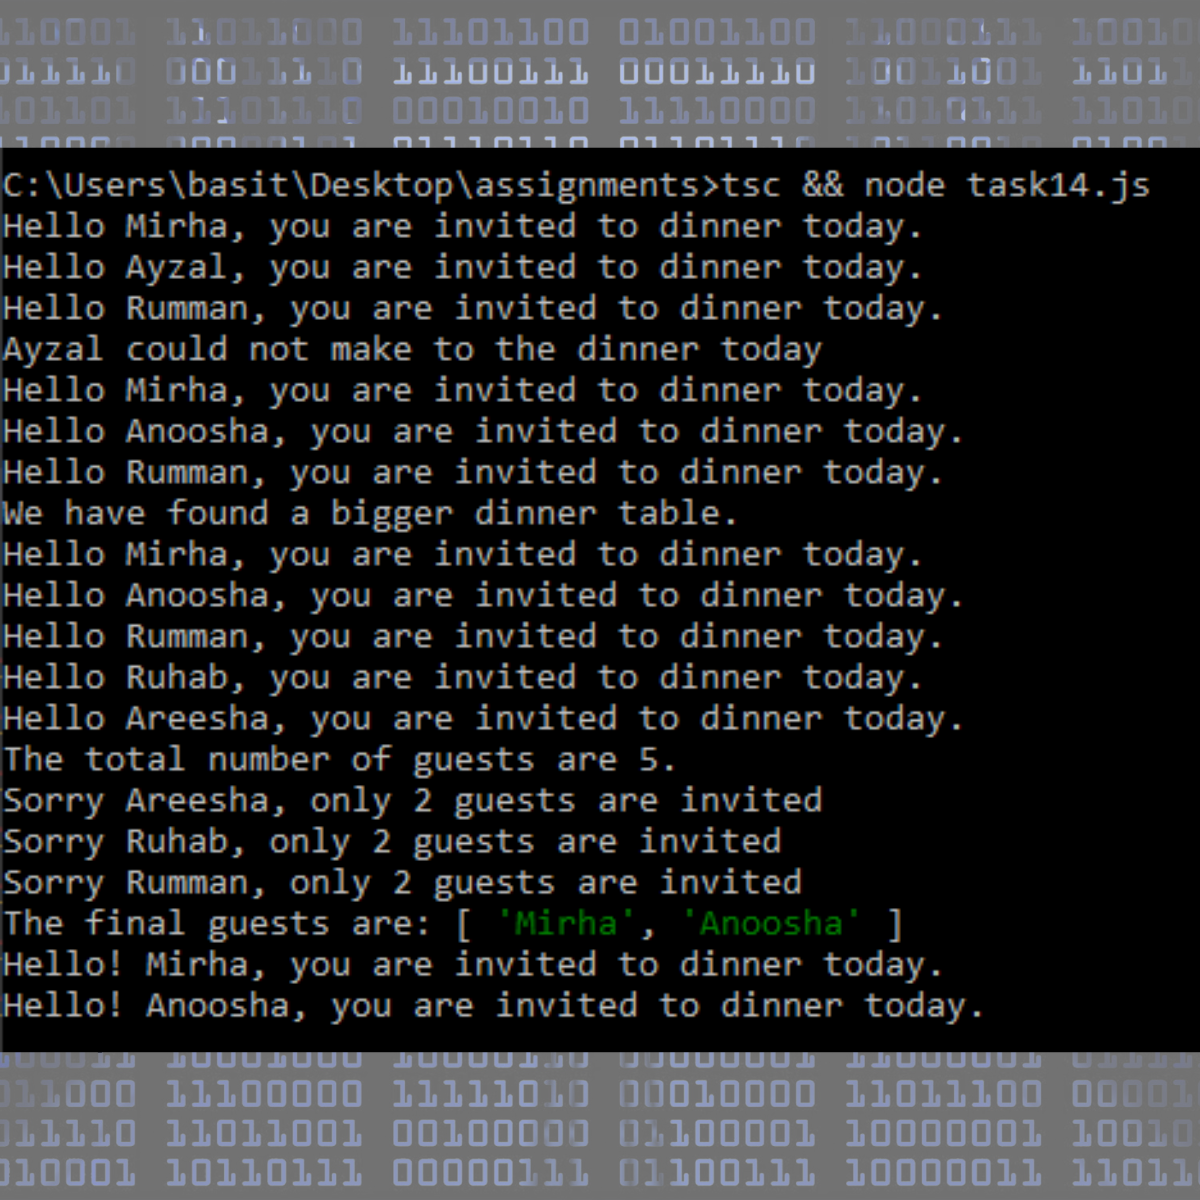 C:\Users\basit\Desktop\assignments>tsc && node task14.js
Hello Mirha, you are invited to dinner today.
Hello Ayzal, you are invited to dinner today.
Hello Rumman, you are invited to dinner today.
Ayzal could not make to the dinner today
Hello Mirha, you are invited to dinner today.
Hello Anoosha, you are invited to dinner today.
Hello Rumman, you are invited to dinner today.
We have found a bigger dinner table.
Hello Mirha, you are invited to dinner today.
Hello Anoosha, you are invited to dinner today.
Hello Rumman, you are invited to dinner today.
Hello Ruhab, you are invited to dinner today.
Hello Areesha, you are invited to dinner today.
The total number of guests are 5.
Sorry Areesha, only 2 guests are invited
Sorry Ruhab, only 2 guests are invited
Sorry Rumman, only 2 guests are invited
The final guests are: [ 'Mirha', 'Anoosha' ]
Hello! Mirha, you are invited to dinner today.
Hello! Anoosha, you are invited to dinner today.